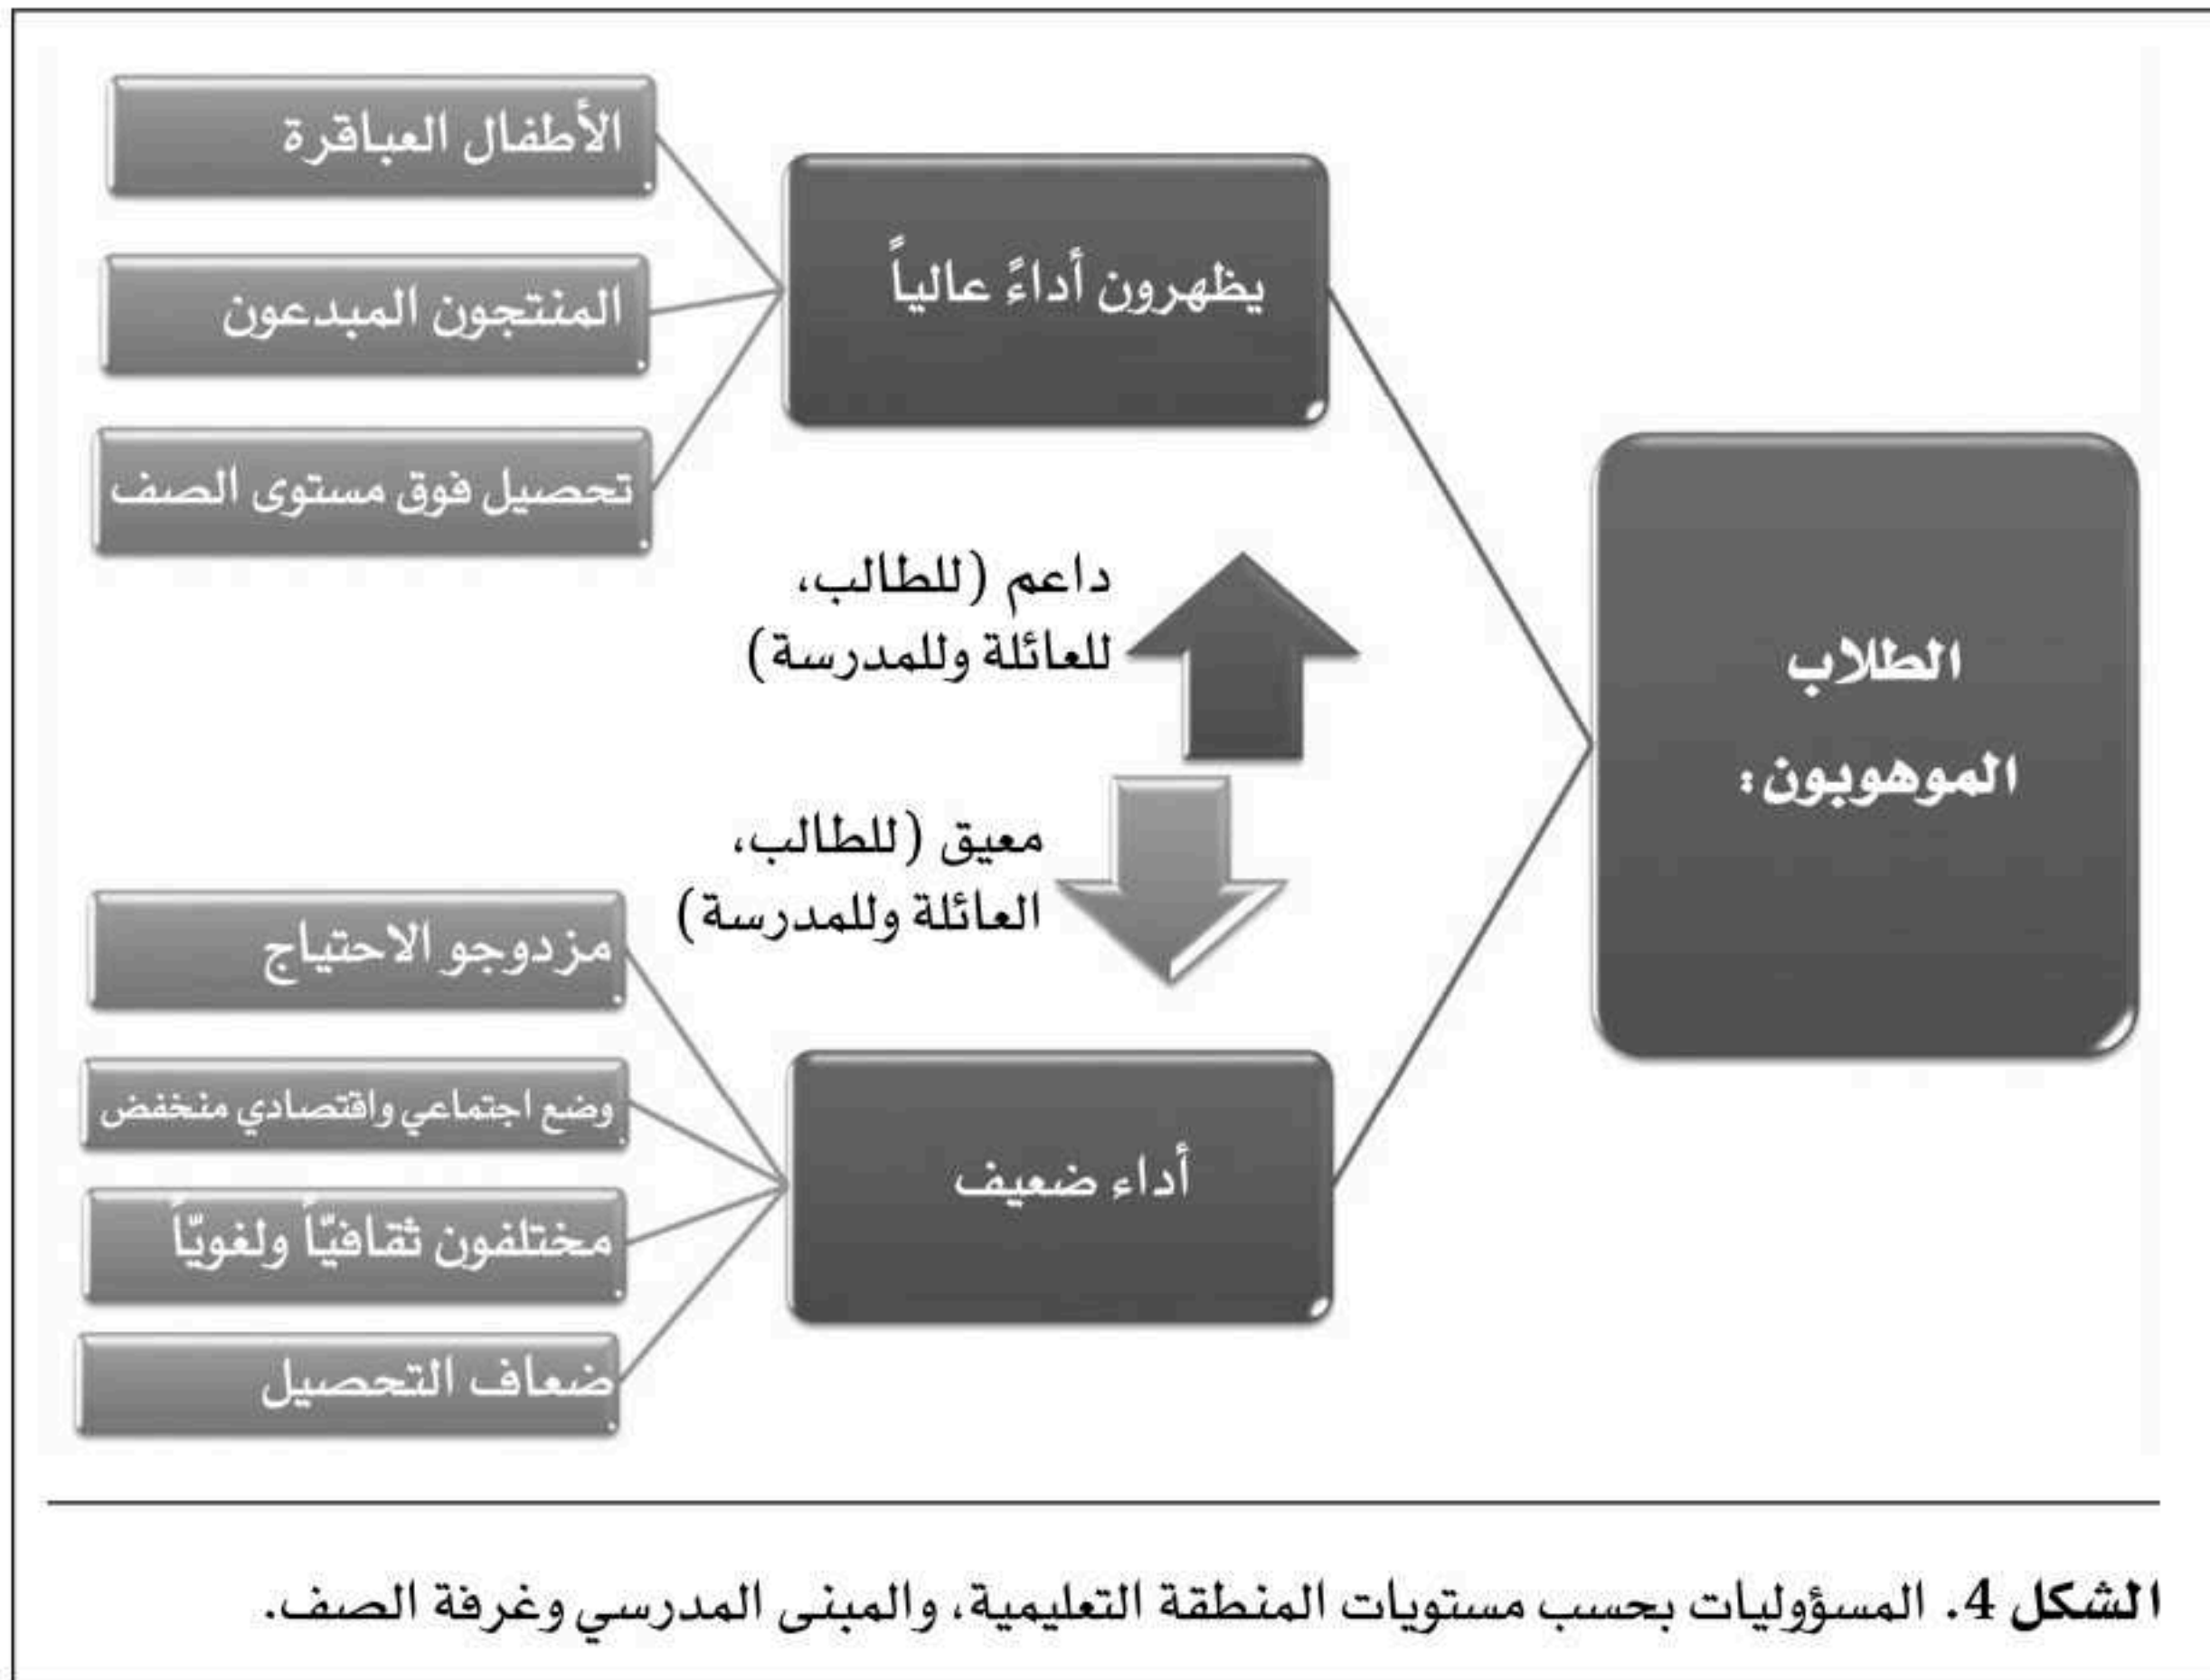 الطلاب
الموهوبون:
يظهرون أداءً عالياً
الأطفال العباقرة
المنتجون المبدعون
تحصيل فوق مستوى الصف
داعم (للطالب،
للعائلة وللمدرسة)
معيق (للطالب،
العائلة وللمدرسة)
أداء ضعيف
مزدوجو الاحتياج
وضع اجتماعي واقتصادي منخفض
مختلفون ثقافيّاً ولغويّاً
ضعاف التحصيل
الشكل 4. المسؤوليات بحسب مستويات المنطقة التعليمية، والمبنى المدرسي وغرفة الصف.